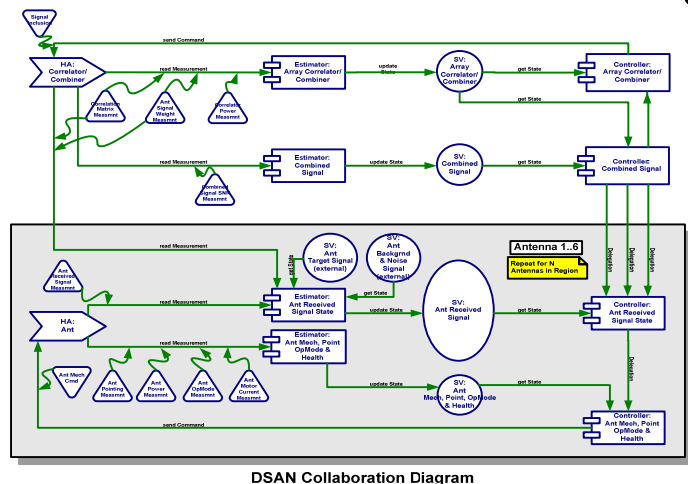 Signal
Inclusion
send Command
HA:
Correlator/
Combiner
read Measurement
Estimator:
Array Correlator/
Combiner
update
State
SV:
Array
Correlator/
Combiner
get State
Controller:
Array Correlator/
Combiner
Correlation
Matrix
Measmnt
Ant
Signal
Weight
Measmnt
Correlator
Power
Measmnt
get State
read Measurement
Estimator:
Combined
Signal
update State
SV:
Combined
Signal
get State
Controller:
Combined Signal
Combined
Signal SNR
Measmnt
read Measurement
get State
SV:
Ant
Target Signal
(external)
SV:
Ant
Backgrnd
& Noise
Signal
(external)
Antenna 1..6
Repeat for N
Antennas in Region
Delegation
Delegation
Delegation
Ant
Received
Signal
Measmnt
get State
HA:
Ant
read Measurement
Estimator:
Ant Received
Signal State
update State
SV:
Ant Received
Signal
get State
Controller:
Ant Received
Signal State
read Measurement
Estimator:
Ant Mech, Point
OpMode &
Health
Delegation
Ant Mech
Cmd
Ant
Pointing
Measmnt
Ant
Power
Measmnt
Ant
OpMode
Measmnt
Ant
Motor
Current
Measmnt
update State
SV:
Ant
Mech, Point, OpMode
& Health
get State
send Command
Controller:
Ant Mech, Point
OpMode &
Health
DSAN Collaboration Diagram